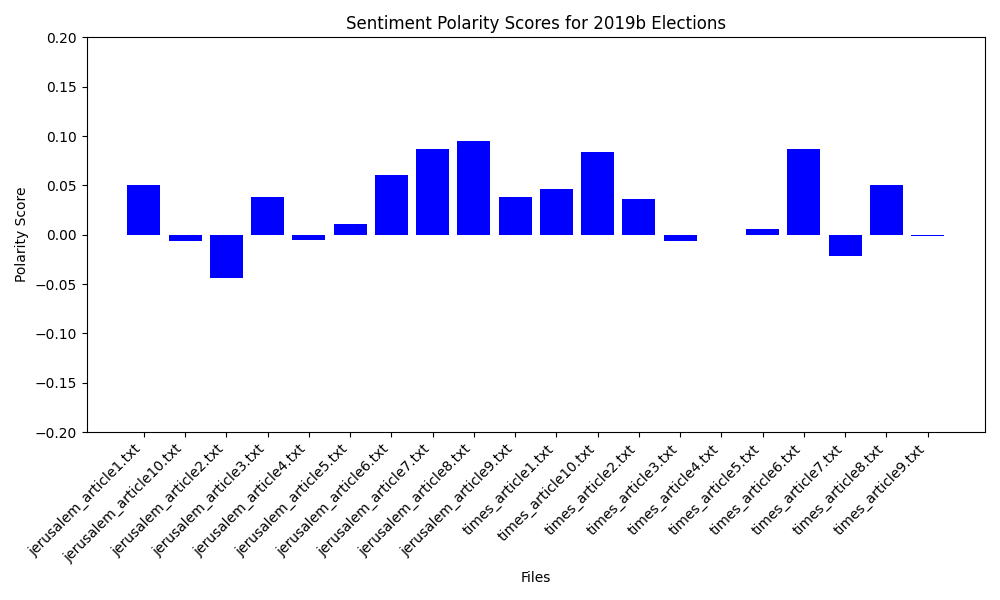 Sentiment Polarity Scores for 2019b Elections
Polarity Score
0.20
0.15
0.10
0.05
0.00
−0.05
−0.10
−0.15
−0.20
jerusalem_article1.txt
jerusalem_article10.txt
jerusalem_article2.txt
jerusalem_article3.txt
jerusalem_article4.txt
jerusalem_article5.txt
jerusalem_article6.txt
jerusalem_article7.txt
jerusalem_article8.txt
jerusalem_article9.txt
times_article1.txt
times_article10.txt
times_article2.txt
times_article3.txt
times_article4.txt
times_article5.txt
times_article6.txt
times_article7.txt
times_article8.txt
times_article9.txt
Files